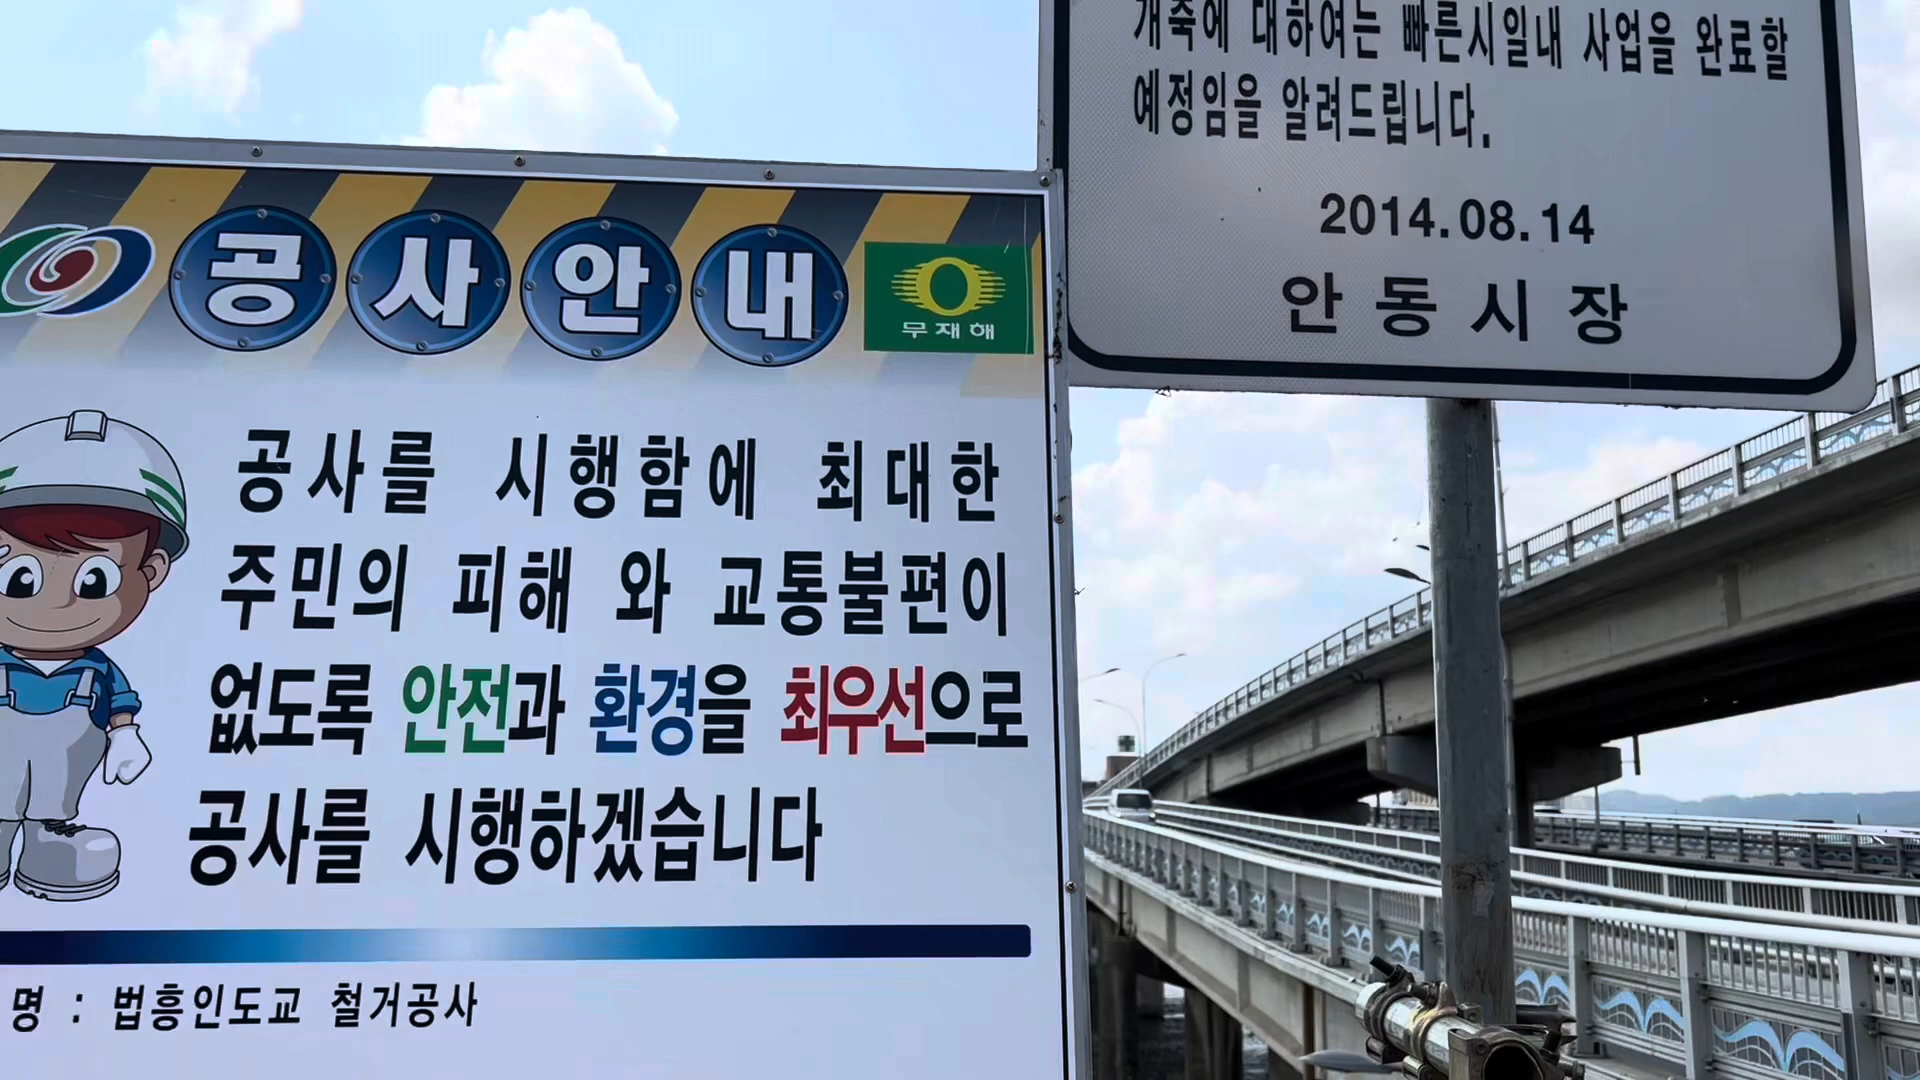 공사안내
무재해
공사를 시행함에 최대한
주민의 피해 와 교통불편이
없도록 안전과 환경을 최우선으로
공사를 시행하겠습니다
명 : 법흥인도교 철거공사
개축에 대하여는 빠른시일내 사업을 완료할
예정임을 알려드립니다.
2014.08.14
안동시장